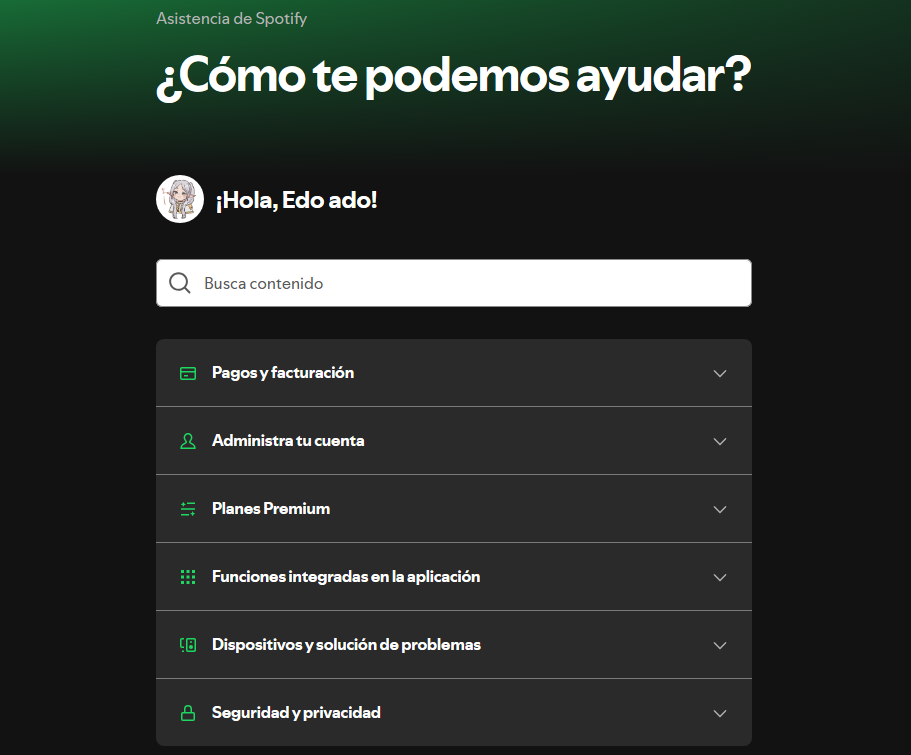 Asistencia de Spotify
¿Cómo te podemos ayudar?
¡Hola, Edo ado!
Busca contenido
Pagos y facturación
Administra tu cuenta
Planes Premium
Funciones integradas en la aplicación
Dispositivos y solución de problemas
Seguridad y privacidad